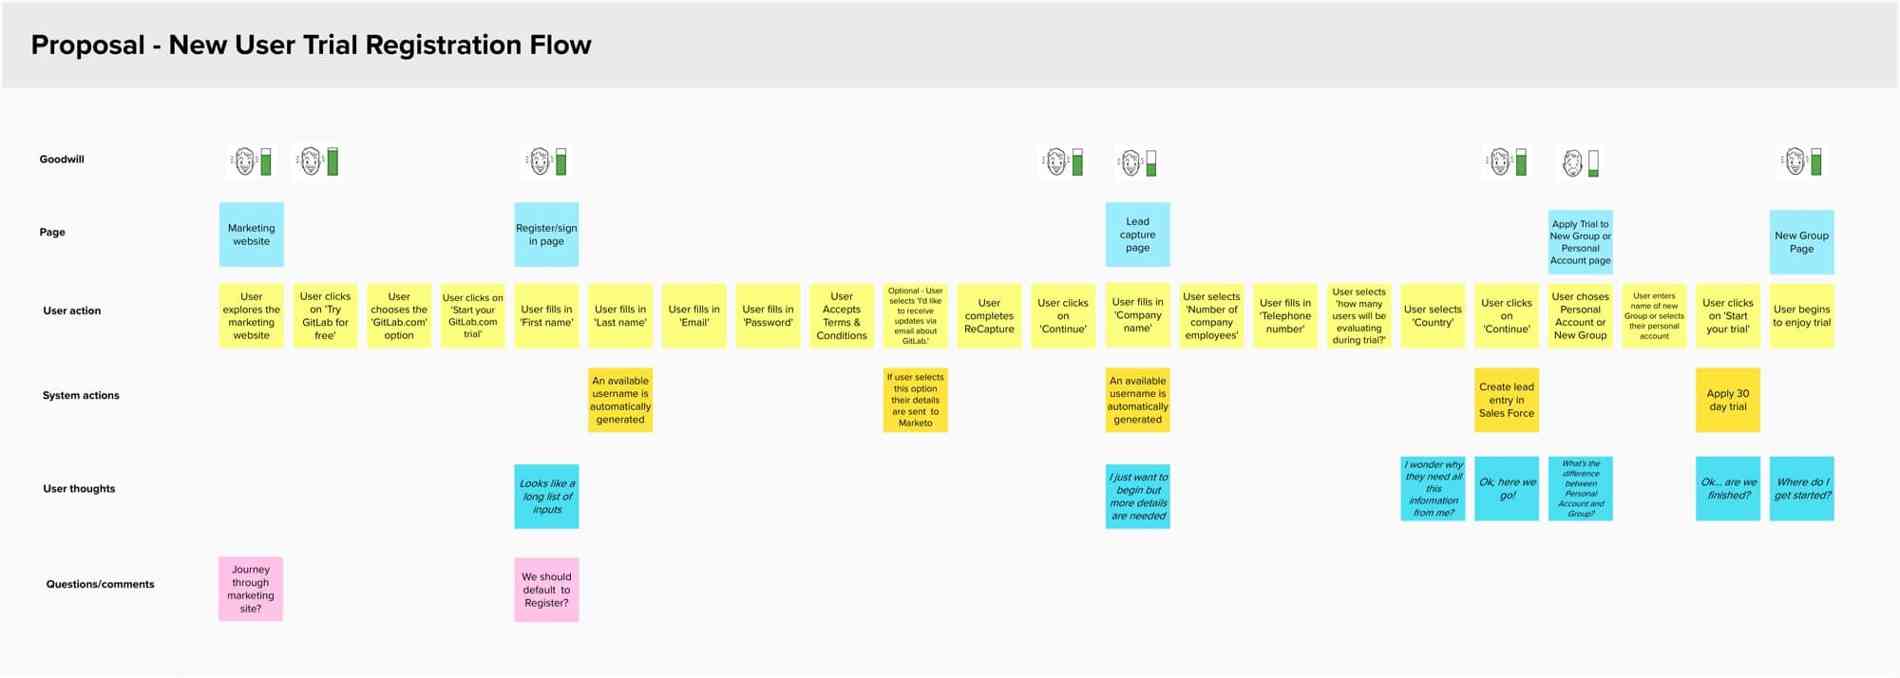 Proposal - New User Trial Registration Flow
Goodwill
Page
Marketing
website
Register/sign
in page
Lead
capture
page
Apply Trial to
New Group or
Personal
Account page
New Group
Page
User action
User
explores the
marketing
website
User clicks
on 'Try
GitLab for
free'
User
chooses the
'GitLab.com'
option
User clicks on
'Start your
GitLab.com
trial'
User fills in
'First name'
User fills in
'Last name'
User fills in
'Email'
User fills in
'Password'
User
Accepts
Terms &
Conditions
Optional - User
selects 'I'd like
to receive
updates via
email about
GitLab.'
User
completes
ReCapture
User clicks
on
'Continue'
User fills in
'Company
name'
User selects
'Number of
company
employees'
User fills in
'Telephone
number'
User selects
'how many
users will be
evaluating
during trial?'
User selects
'Country'
User clicks
on
'Continue'
User choses
Personal
Account or
New Group
User enters
name of new
Group or selects
their personal
account
User clicks
on 'Start
your trial'
User begins
to enjoy trial
System actions
An available
username is
automatically
generated
If user selects
this option
their details
are sent to
Marketo
An available
username is
automatically
generated
Create lead
entry in
Sales Force
Apply 30
day trial
User thoughts
Looks like a
long list of
inputs
I just want to
begin but
more details
are needed
I wonder why
they need all
this
information
from me?
Ok, here we
go!
What's the
difference
between
Personal
Account and
Group?
Ok... are we
finished?
Where do I
get started?
Questions/comments
Journey
through
marketing
site?
We should
default to
Register?